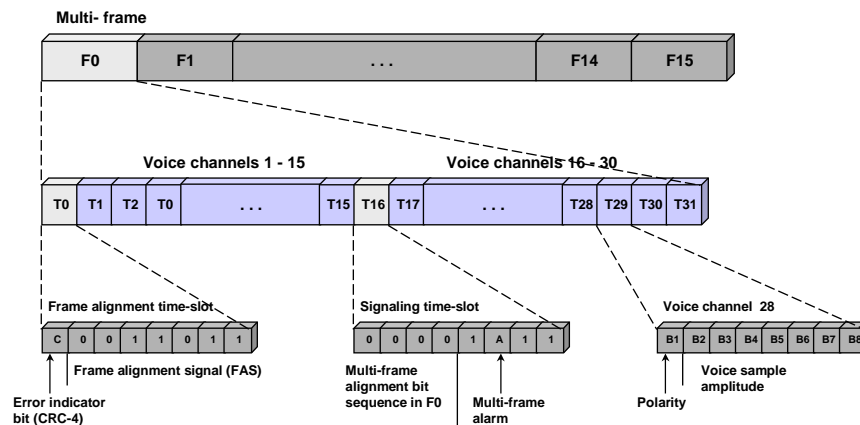 Multi- frame
F0 F1 . . . F14 F15
Voice channels 1 - 15 Voice channels 16 - 30
T0 T1 T2 T0 . . . T15 T16 T17 . . . T28 T29 T30 T31
Frame alignment time-slot Signaling time-slot Voice channel 28
C 0 0 1 1 0 1 1 0 0 0 0 1 A 1 1 B1 B2 B3 B4 B5 B6 B7 B8
Frame alignment signal (FAS)
Error indicator
bit (CRC-4)
Multi-frame
alignment bit
sequence in F0
Multi-frame
alarm
Polarity
Voice sample
amplitude